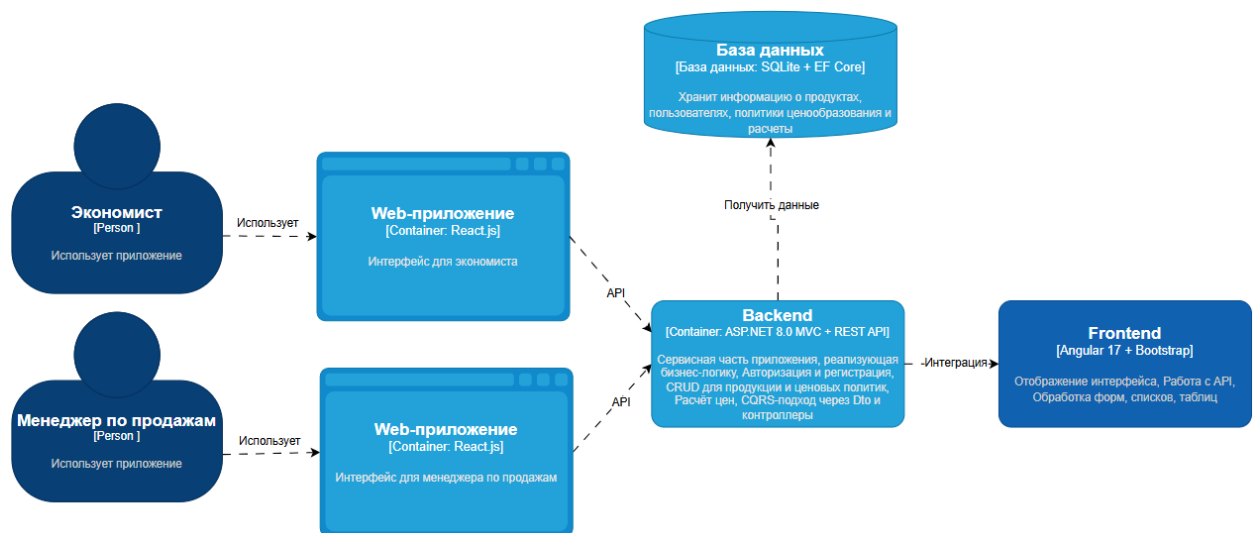 База данных
[База данных: SQLite + EF Core]
Хранит информацию о продуктах,
пользователях, политики ценообразования и
расчеты
Получить данные
Экономист
[Person ]
Использует приложение
Использует
Web-приложение
[Container: React.js]
Интерфейс для экономиста
API
Менеджер по продажам
[Person ]
Использует приложение
Использует
Web-приложение
[Container: React.js]
Интерфейс для менеджера по продажам
API
Backend
[Container: ASP.NET 8.0 MVC + REST API]
Сервисная часть приложения, реализующая
бизнес-логику, Авторизация и регистрация,
CRUD для продукции и ценовых политик,
Расчёт цен, CQRS-подход через Dto и
контроллеры
Интеграция
Frontend
[Angular 17 + Bootstrap]
Отображение интерфейса, Работа с API,
Обработка форм, списков, таблиц